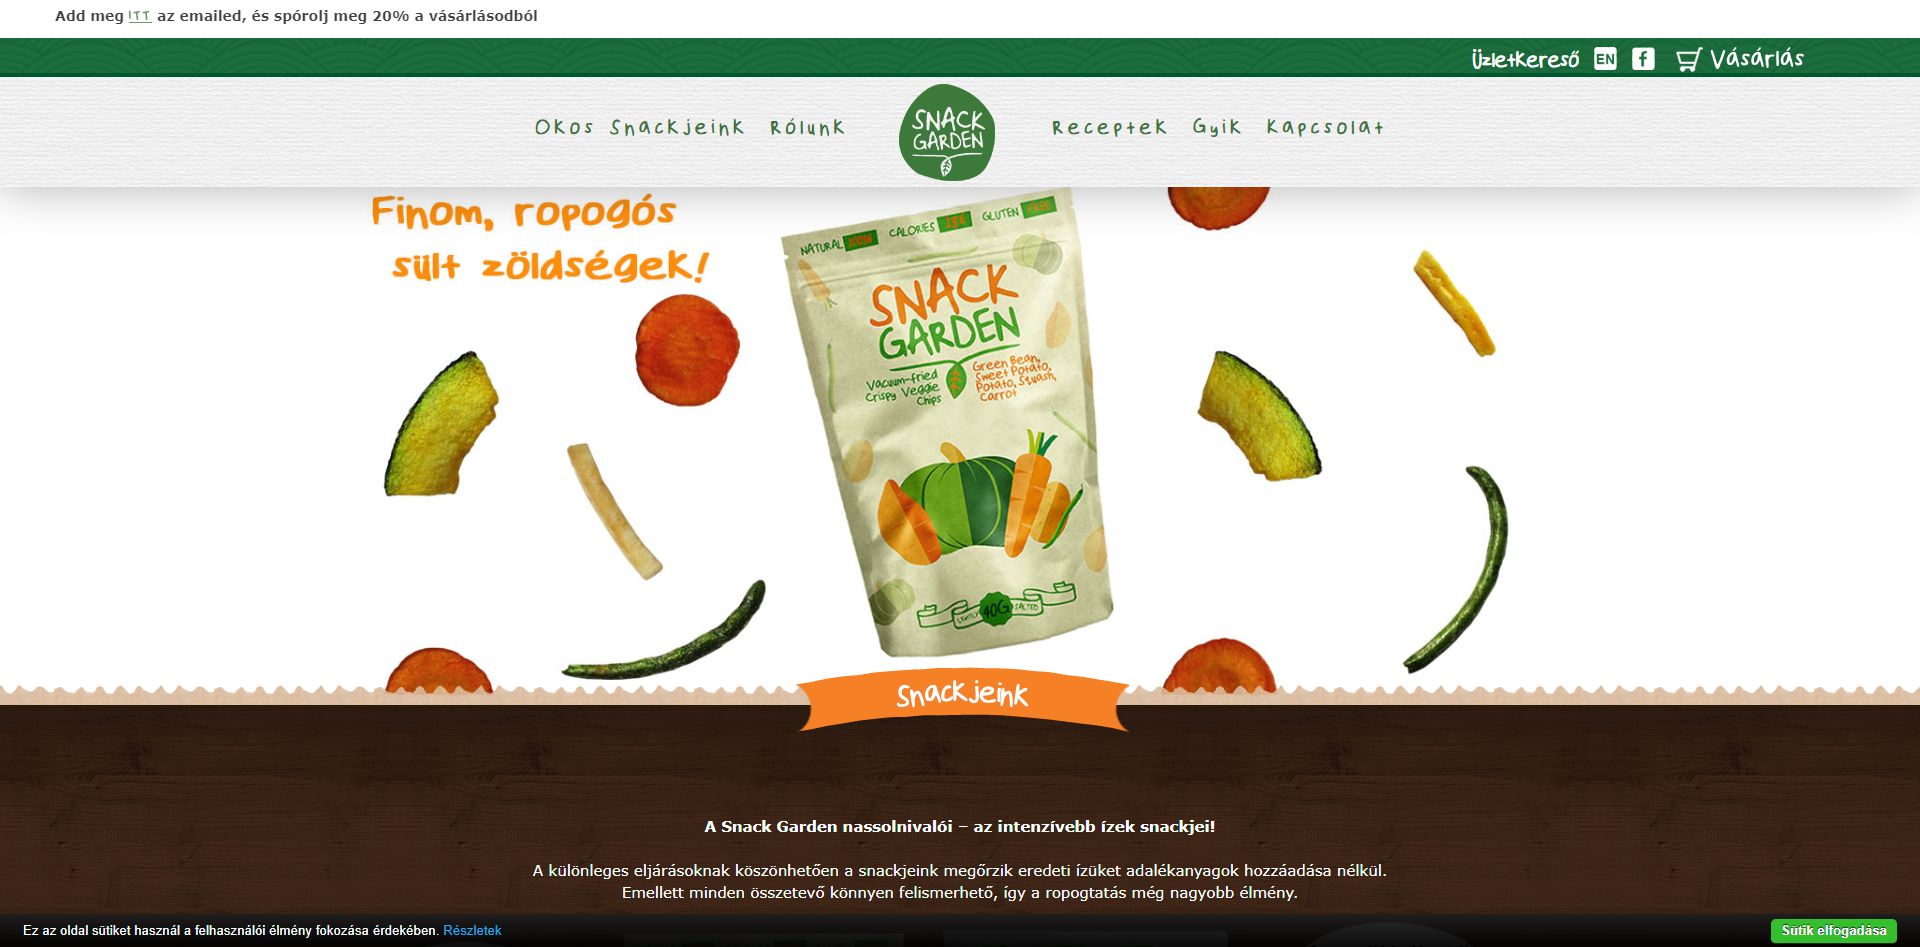 Add meg ITT az emailed, és spórolj meg 20% a vásárlásodból
Üzletkereső EN f Vásárlás
Okos Snackjeink Rólunk
SNACK
GARDEN
Receptek Gyik Kapcsolat
Finom, ropogós
sült zöldségek!
NATURAL 100% CALORIES 186 GLUTEN FREE
SNACK
GARDEN
Vacuum-fried
Crispy Veggie
Chips
Green Bean,
Sweet Potato,
Potato, Squash,
Carrot
LIGHTLY 40G SALTED
Snackjeink
A Snack Garden nassolnivalói – az intenzívebb ízek snackjei!
A különleges eljárásoknak köszönhetően a snackjeink megőrzik eredeti ízüket adalékanyagok hozzáadása nélkül.
Emellett minden összetevő könnyen felismerhető, így a ropogtatás még nagyobb élmény.
Ez az oldal sütiket használ a felhasználói élmény fokozása érdekében. Részletek
Sütik elfogadása